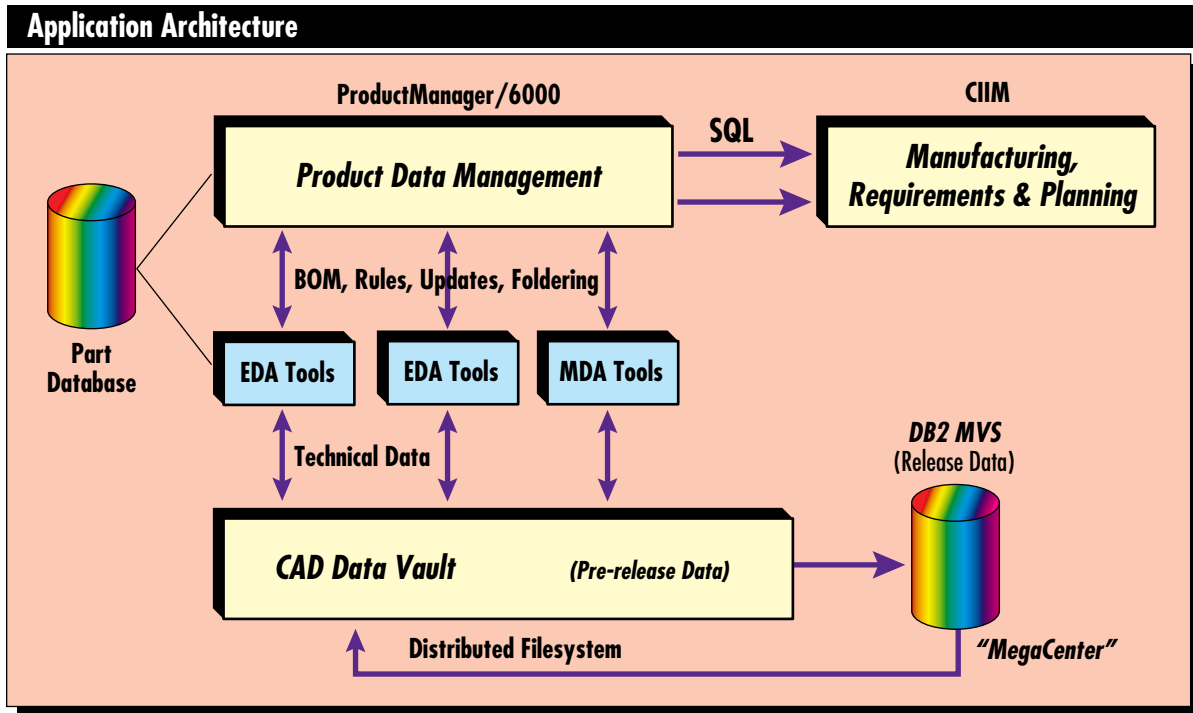 Application Architecture
ProductManager/6000
CIIM
Product Data Management
SQL
Manufacturing,
Requirements & Planning
BOM, Rules, Updates, Foldering
Part
Database
EDA Tools
EDA Tools
MDA Tools
Technical Data
DB2 MVS
(Release Data)
CAD Data Vault
(Pre-release Data)
Distributed Filesystem
“MegaCenter”